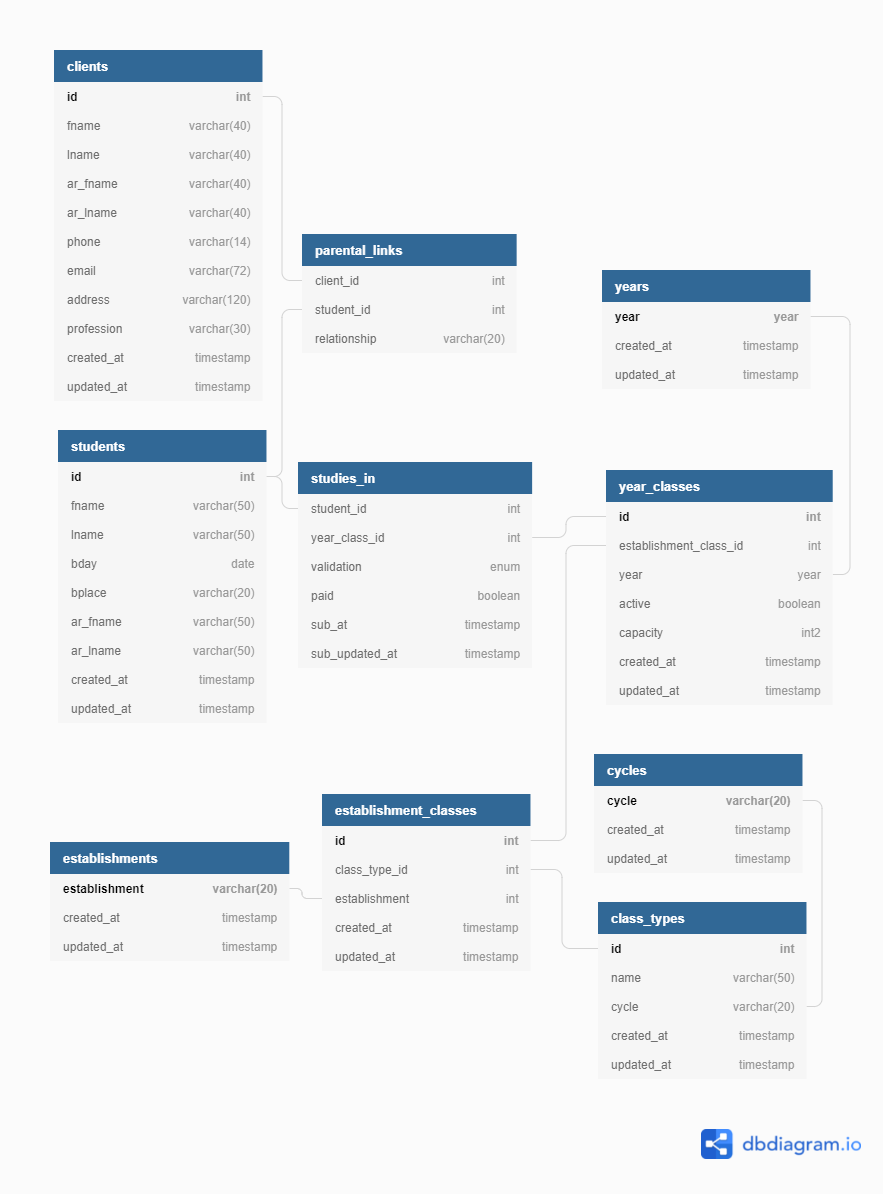 clients
id int
fname varchar(40)
lname varchar(40)
ar_fname varchar(40)
ar_lname varchar(40)
phone varchar(14)
email varchar(72)
address varchar(120)
profession varchar(30)
created_at timestamp
updated_at timestamp
parental_links
client_id int
student_id int
relationship varchar(20)
years
year year
created_at timestamp
updated_at timestamp
students
id int
fname varchar(50)
lname varchar(50)
bday date
bplace varchar(20)
ar_fname varchar(50)
ar_lname varchar(50)
created_at timestamp
updated_at timestamp
studies_in
student_id int
year_class_id int
validation enum
paid boolean
sub_at timestamp
sub_updated_at timestamp
year_classes
id int
establishment_class_id int
year year
active boolean
capacity int2
created_at timestamp
updated_at timestamp
establishments
establishment varchar(20)
created_at timestamp
updated_at timestamp
establishment_classes
id int
class_type_id int
establishment int
created_at timestamp
updated_at timestamp
cycles
cycle varchar(20)
created_at timestamp
updated_at timestamp
class_types
id int
name varchar(50)
cycle varchar(20)
created_at timestamp
updated_at timestamp
dbdiagram.io